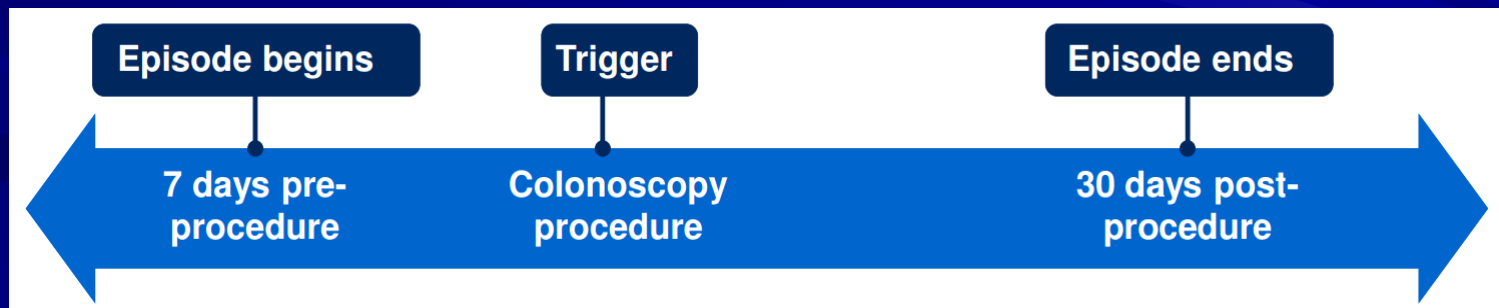 Episode begins
Trigger
Episode ends
7 days pre-
procedure
Colonoscopy
procedure
30 days post-
procedure